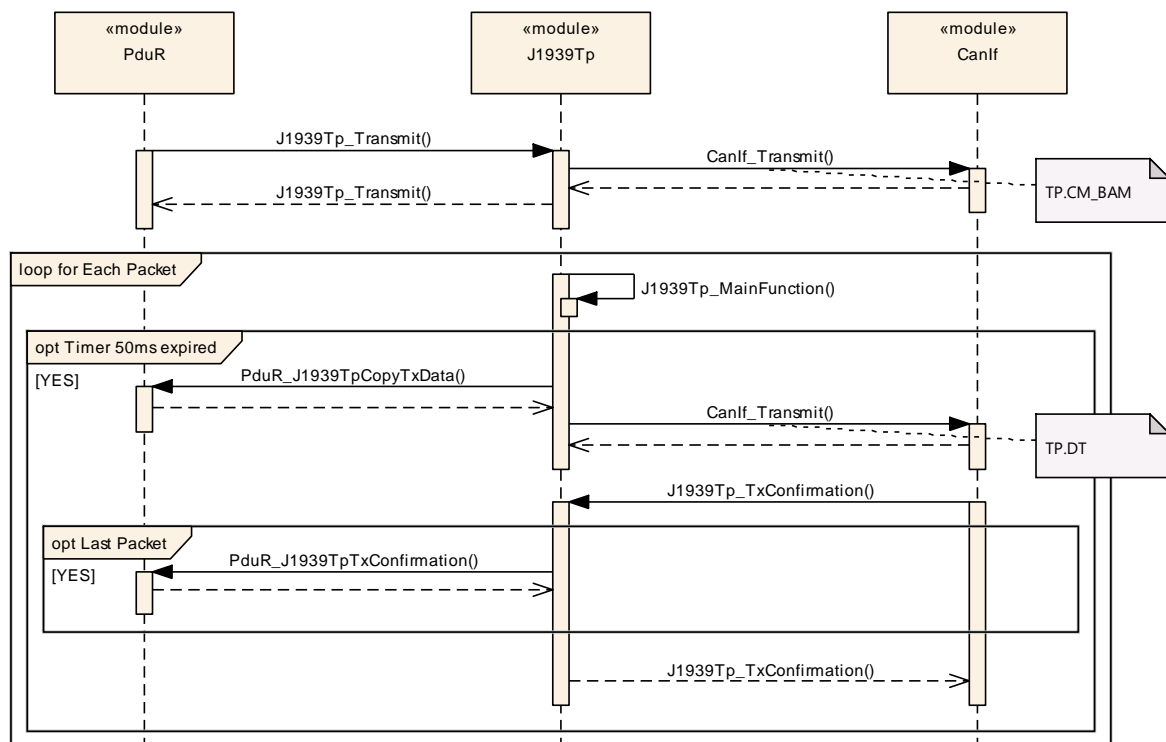 «module»
PduR
«module»
J1939Tp
«module»
CanIf
J1939Tp_Transmit()
CanIf_Transmit()
TP.CM_BAM
J1939Tp_Transmit()
loop for Each Packet
J1939Tp_MainFunction()
opt Timer 50ms expired
[YES]
PduR_J1939TpCopyTxData()
CanIf_Transmit()
TP.DT
J1939Tp_TxConfirmation()
opt Last Packet
[YES]
PduR_J1939TpTxConfirmation()
J1939Tp_TxConfirmation()